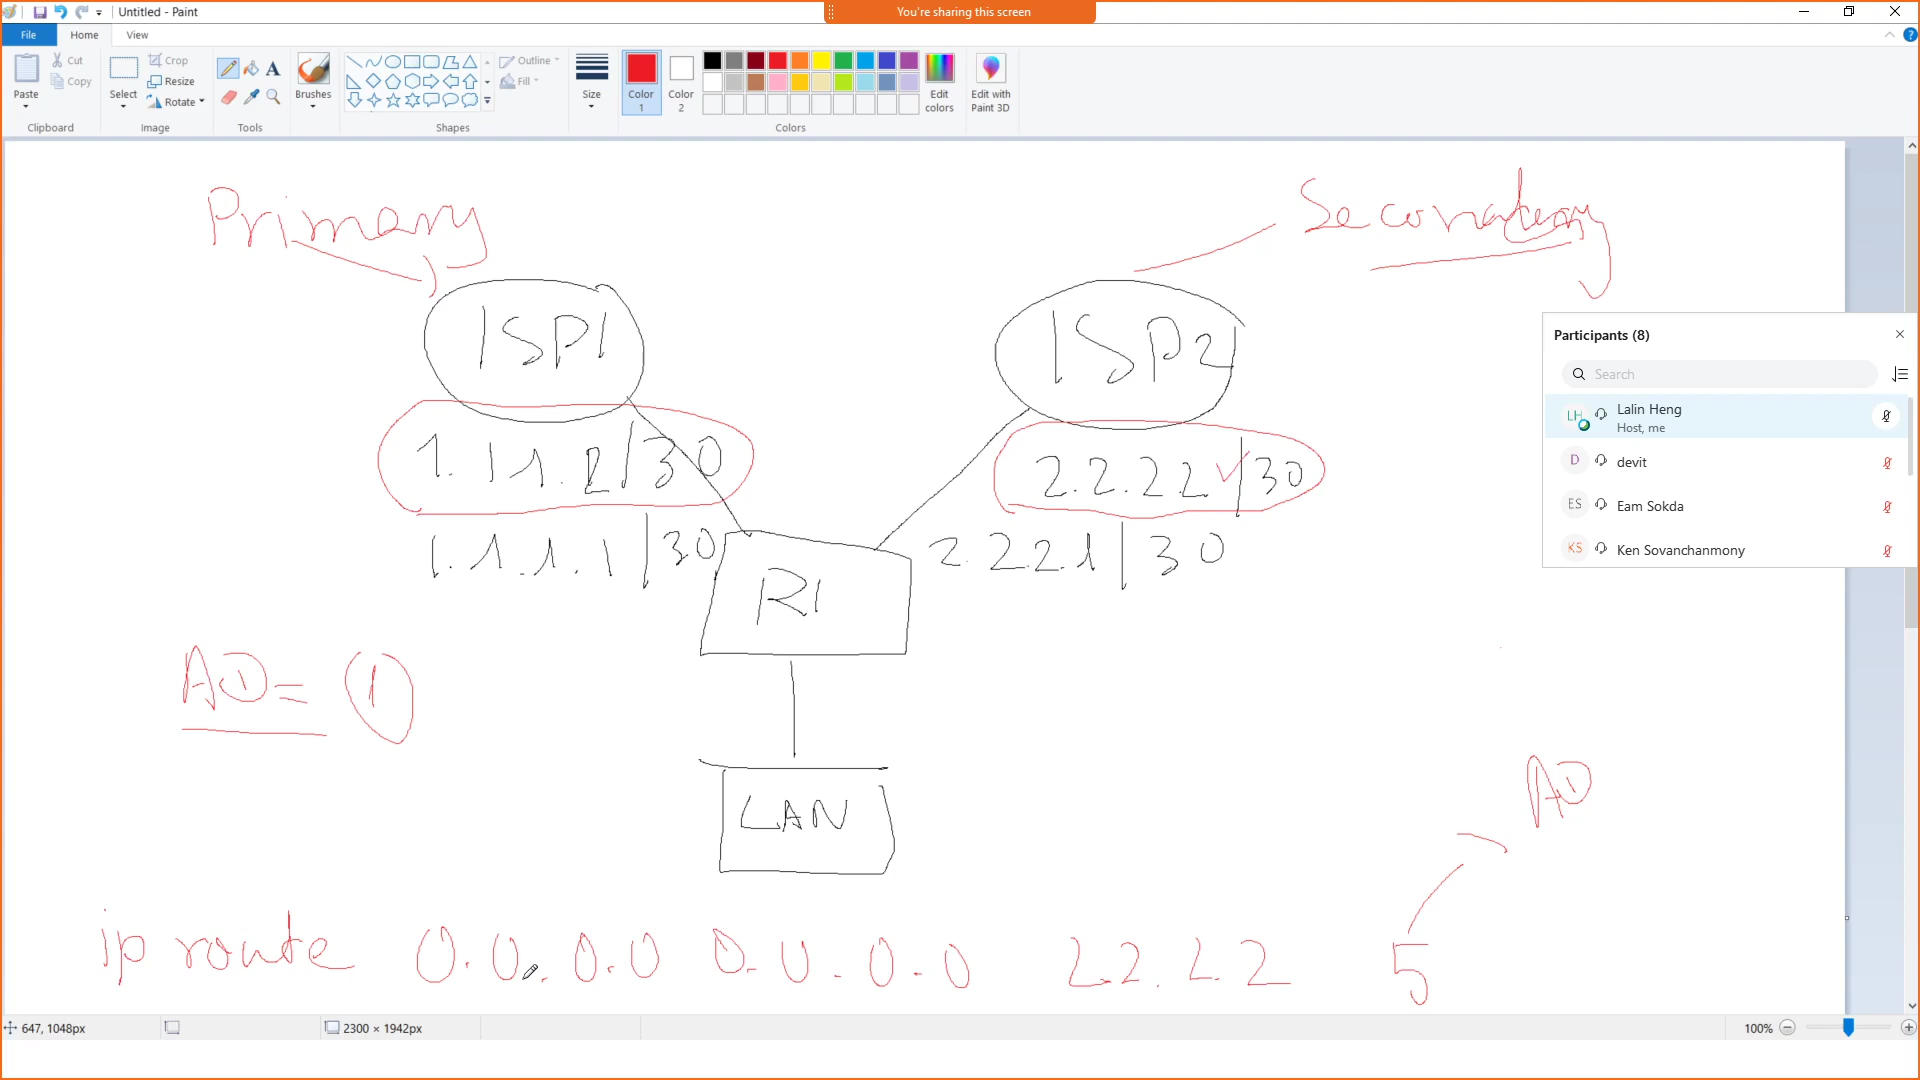 Untitled - Paint
You're sharing this screen
File
Home
View
Paste
Cut
Copy
Clipboard
Select
Crop
Resize
Rotate
Image
Tools
Brushes
Outline
Fill
Shapes
Size
Color 1
Color 2
Edit colors
Edit with Paint 3D
Colors
Primary
Secondary
ISP1
ISP2
1.1.1.2/30
2.2.2.2/30
1.1.1.1/30
2.2.2.1/30
R1
AD = 1
LAN
AD
ip route 0.0.0.0 0.0.0.0 2.2.2.2 5
Participants (8)
Search
LH
Lalin Heng
Host, me
D
devit
ES
Eam Sokda
KS
Ken Sovanchanmony
647, 1048px
2300 × 1942px
100%